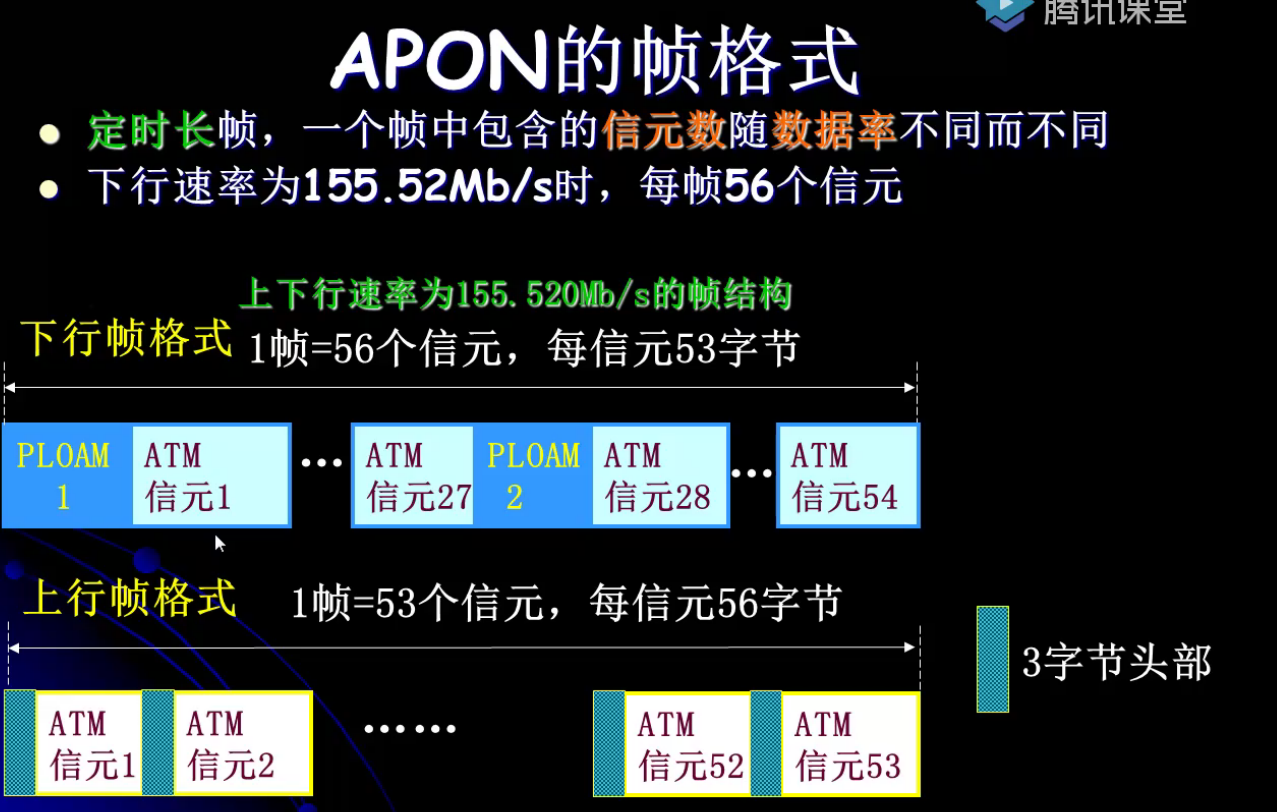 腾讯课堂
APON的帧格式
定时长帧，一个帧中包含的信元数随数据率不同而不同
下行速率为155.52Mb/s时，每帧56个信元
上下行速率为155.520Mb/s的帧结构
下行帧格式 1帧=56个信元，每信元53字节
PLOAM 1
ATM 信元1
…
ATM 信元27
PLOAM 2
ATM 信元28
…
ATM 信元54
上行帧格式 1帧=53个信元，每信元56字节
3字节头部
ATM 信元1
ATM 信元2
……
ATM 信元52
ATM 信元53